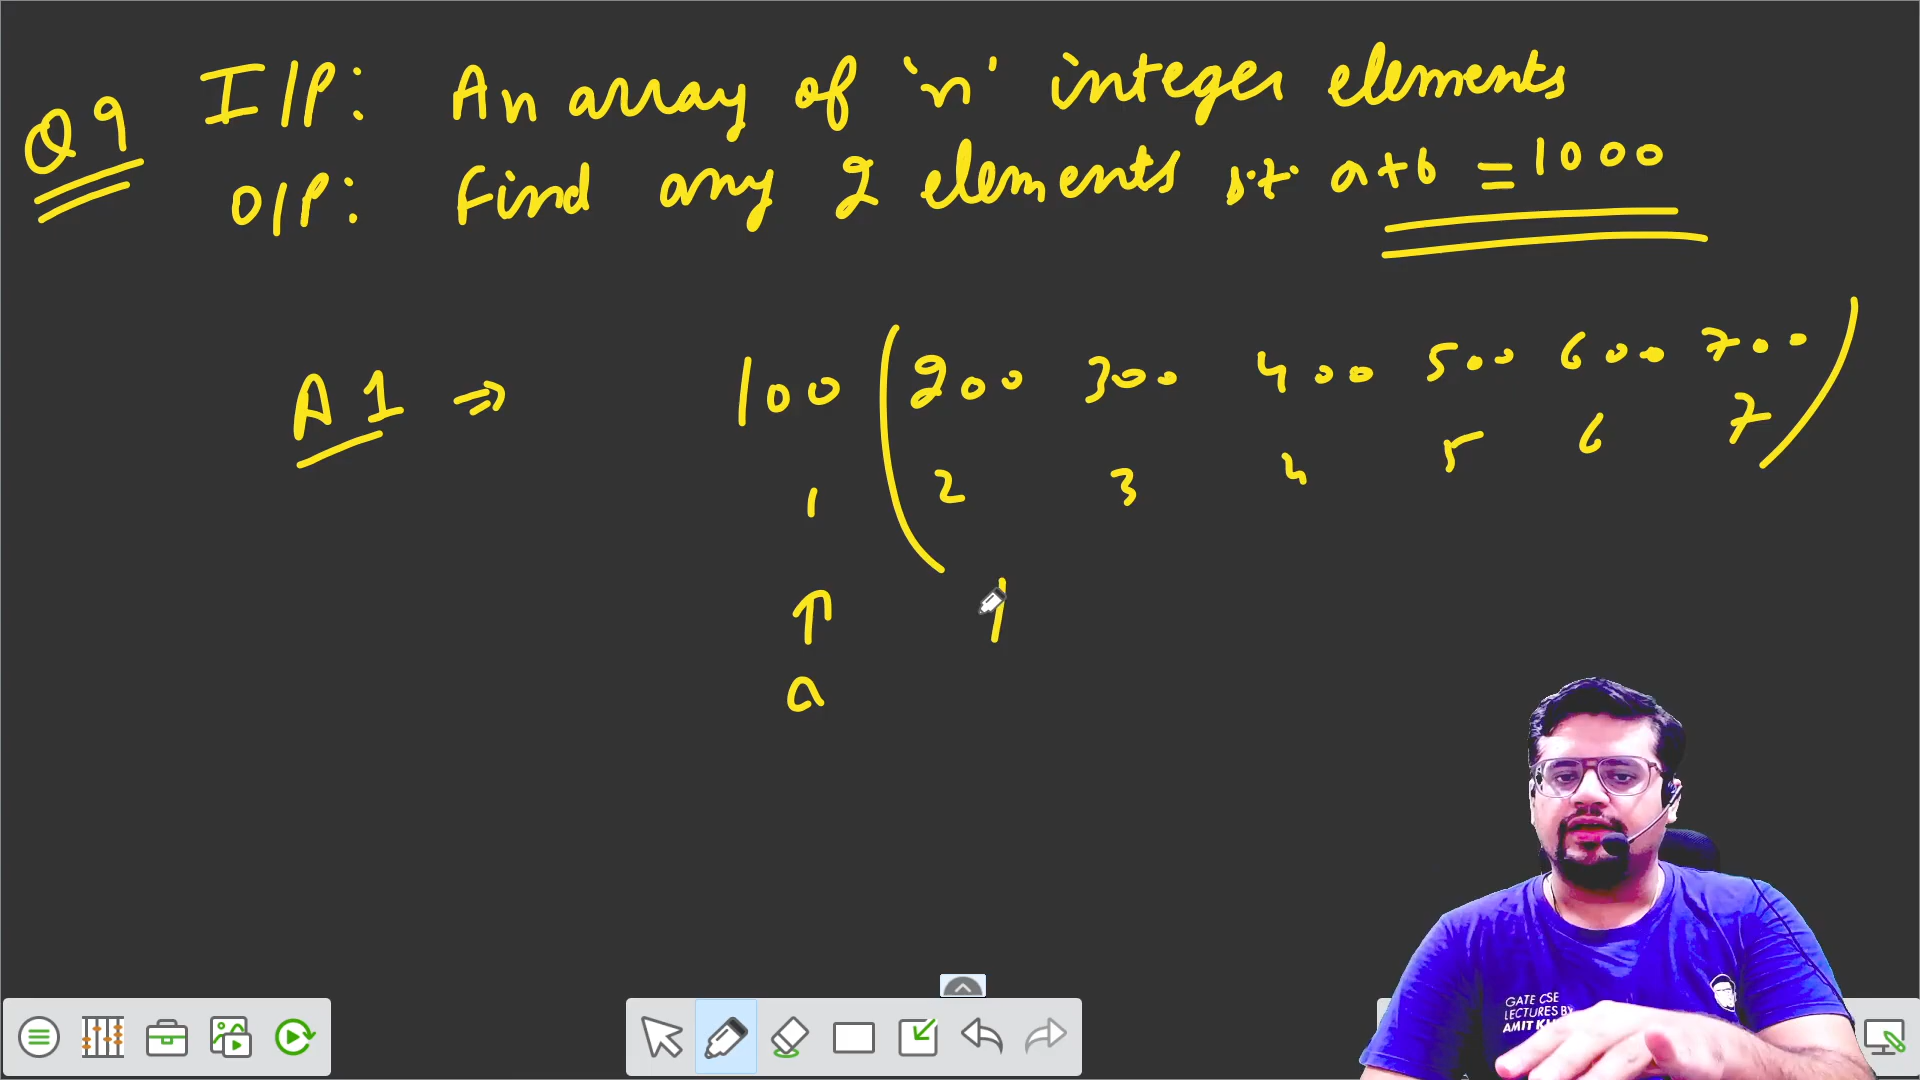 Q9
I/P: An array of 'n' integer elements
O/P: Find any 2 elements s.t. a+b = 1000
A1 ⇒ 100 (200 300 400 500 600 700)
1 2 3 4 5 6 7
↑
a
GATE CSE
LECTURES BY
AMIT